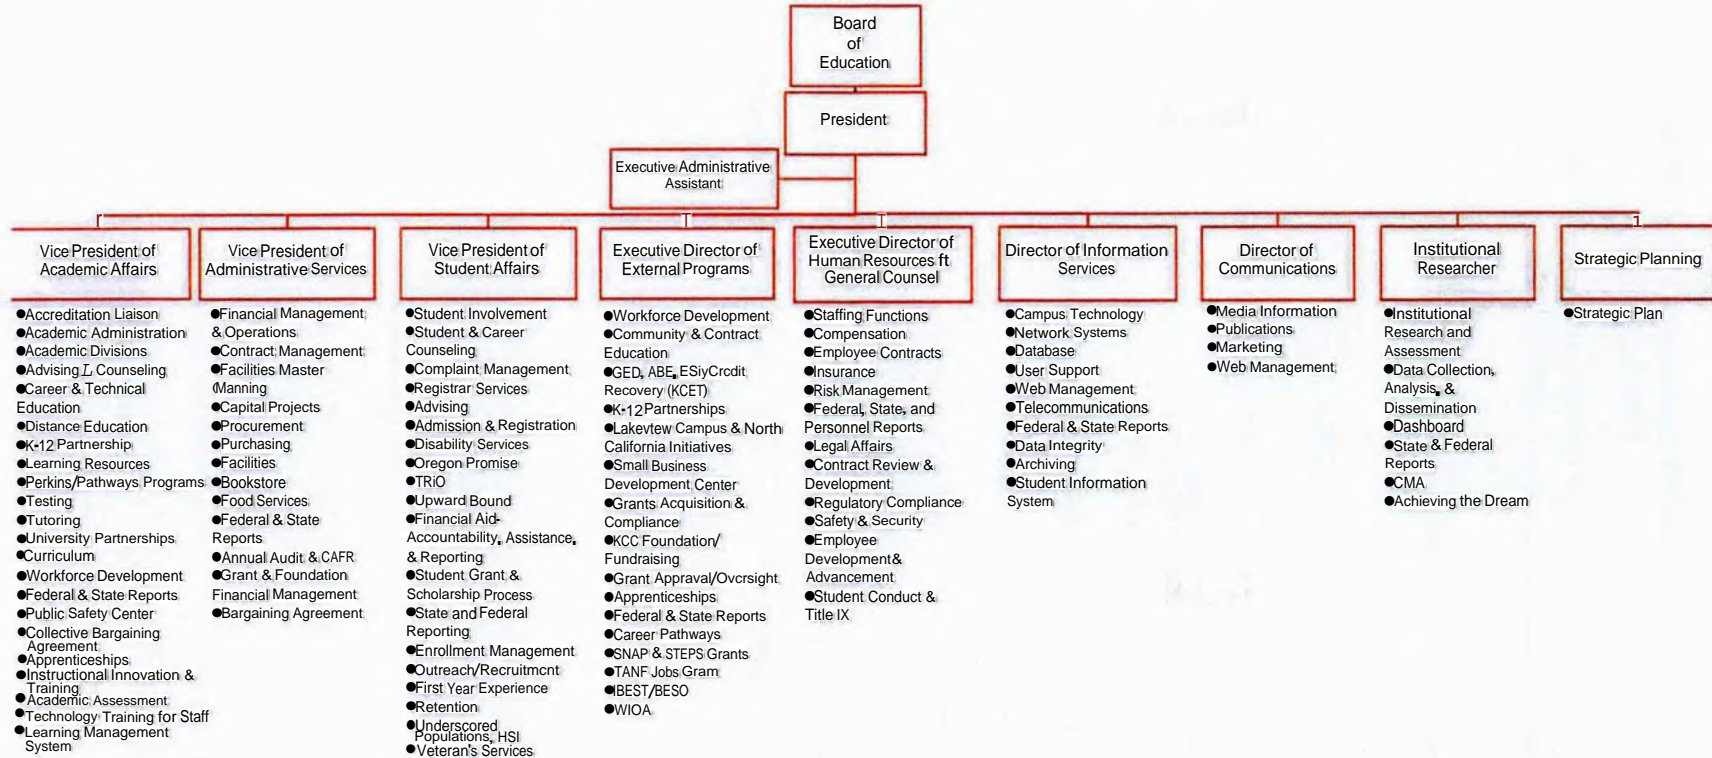 Board
of
Education
President
Executive Administrative
Assistant
Vice President of
Academic Affairs
●Accreditation Liaison
●Academic Administration
●Academic Divisions
●Advising L Counseling
●Career & Technical
Education
●Distance Education
●K-12 Partnership
●Learning Resources
●Perkins/Pathways Programs
●Testing
●Tutoring
●University Partnerships
●Curriculum
●Workforce Development
●Federal & State Reports
●Public Safety Center
●Collective Bargaining
Agreement
●Apprenticeships
●Instructional Innovation &
Training
●Academic Assessment
●Technology Training for Staff
●Learning Management
System
Vice President of
Administrative Services
●Financial Management
& Operations
●Contract Management
●Facilities Master
(Manning
●Capital Projects
●Procurement
●Purchasing
●Facilities
●Bookstore
●Food Services
●Federal & State
Reports
●Annual Audit & CAFR
●Grant & Foundation
Financial Management
●Bargaining Agreement
Vice President of
Student Affairs
●Student Involvement
●Student & Career
Counseling
●Complaint Management
●Registrar Services
●Advising
●Admission & Registration
●Disability Services
●Oregon Promise
●TRiO
●Upward Bound
●Financial Aid-
Accountability, Assistance,
& Reporting
●Student Grant &
Scholarship Process
●State and Federal
Reporting
●Enrollment Management
●Outreach/Recruitmcnt
●First Year Experience
●Retention
●Underscored
Populations, HSI
●Veteran's Services
Executive Director of
External Programs
●Workforce Development
●Community & Contract
Education
●GED, ABE, ESiyCrcdit
Recovery (KCET)
●K-12 Partnerships
●Lakevtew Campus & North
California Initiatives
●Small Business
Development Center
●Grants Acquisition &
Compliance
●KCC Foundation/
Fundraising
●Grant Appraval/Ovcrsight
●Apprenticeships
●Federal & State Reports
●Career Pathways
●SNAP & STEPS Grants
●TANF Jobs Gram
●IBEST/BESO
●WIOA
Executive Director of
Human Resources ft
General Counsel
●Staffing Functions
●Compensation
●Employee Contracts
●Insurance
●Risk Management
●Federal, State, and
Personnel Reports
●Legal Affairs
●Contract Review &
Development
●Regulatory Compliance
●Safety & Security
●Employee
Development&
Advancement
●Student Conduct &
Title IX
Director of Information
Services
●Campus Technology
●Network Systems
●Database
●User Support
●Web Management
●Telecommunications
●Federal & State Reports
●Data Integrity
●Archiving
●Student Information
System
Director of
Communications
●Media Information
●Publications
●Marketing
●Web Management
Institutional
Researcher
●Institutional
Research and
Assessment
●Data Collection,
Analysis, &
Dissemination
●Dashboard
●State & Federal
Reports
●CMA
●Achieving the Dream
Strategic Planning
●Strategic Plan